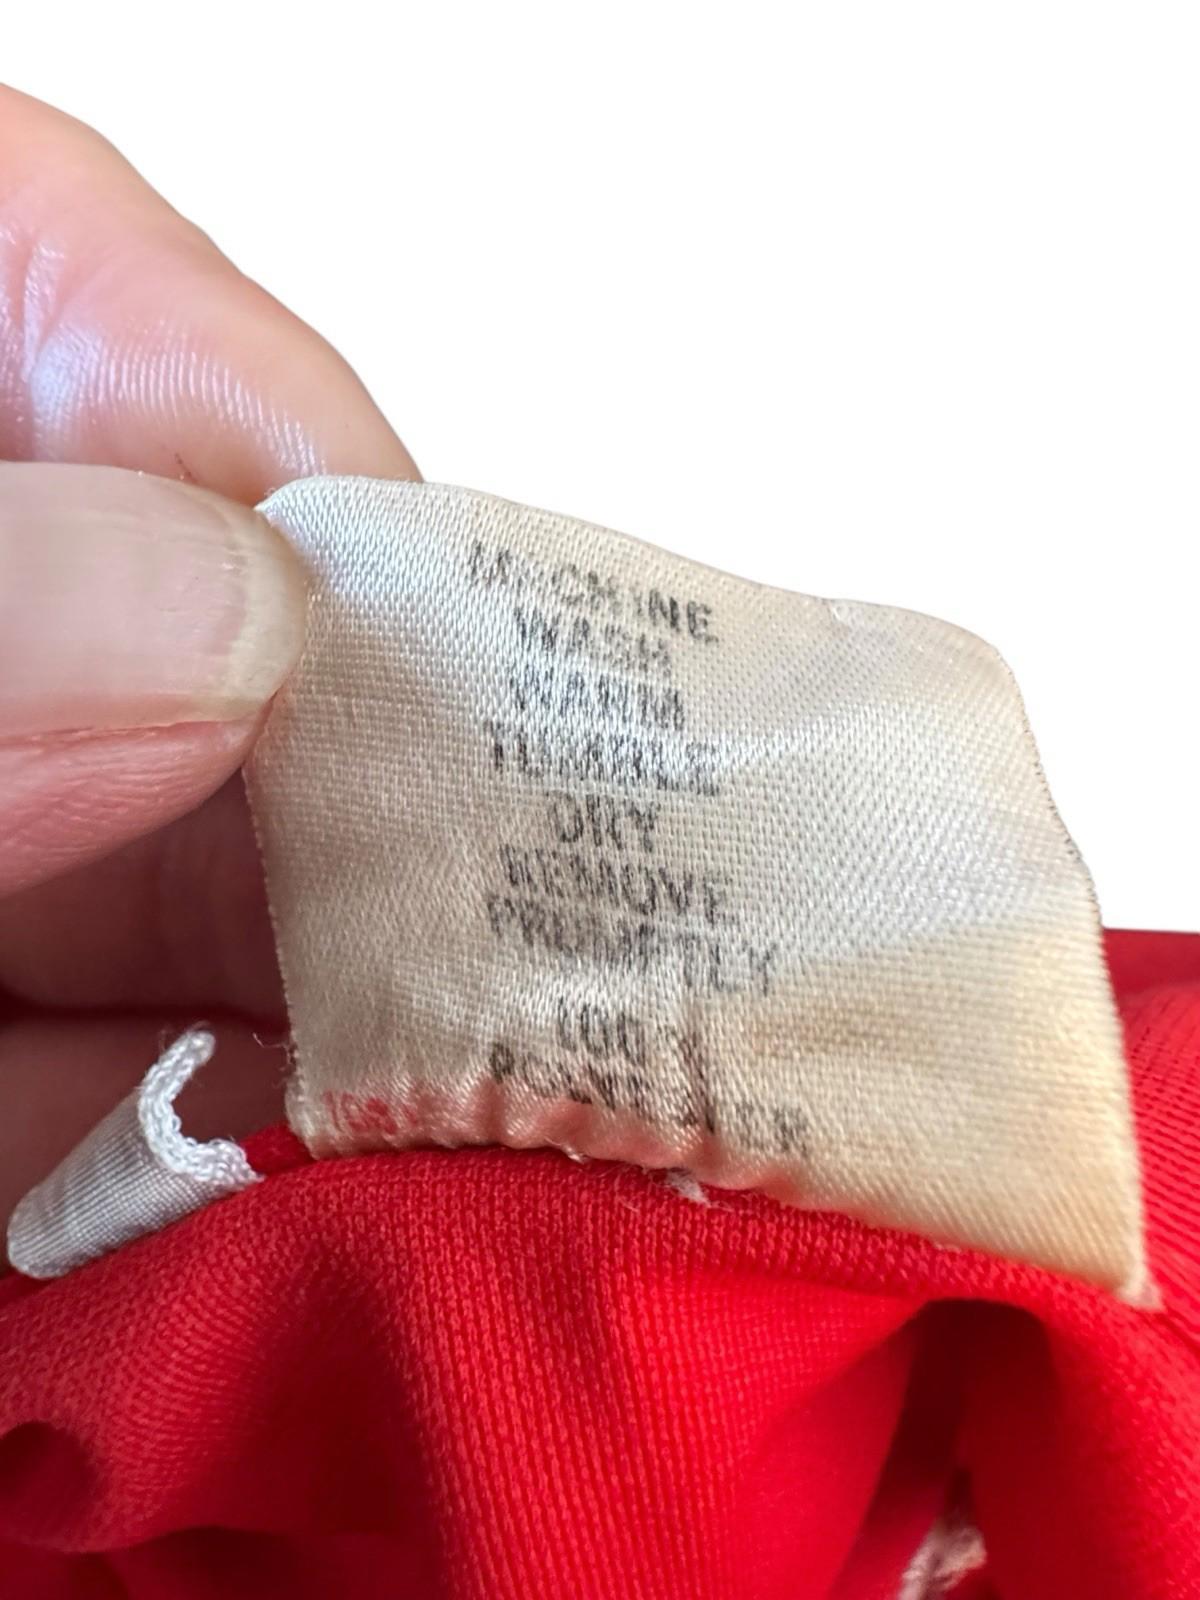 MACHINE
WASH
WARM
TUMBLE
DRY
REMOVE
PROMPTLY
100%
POLYESTER